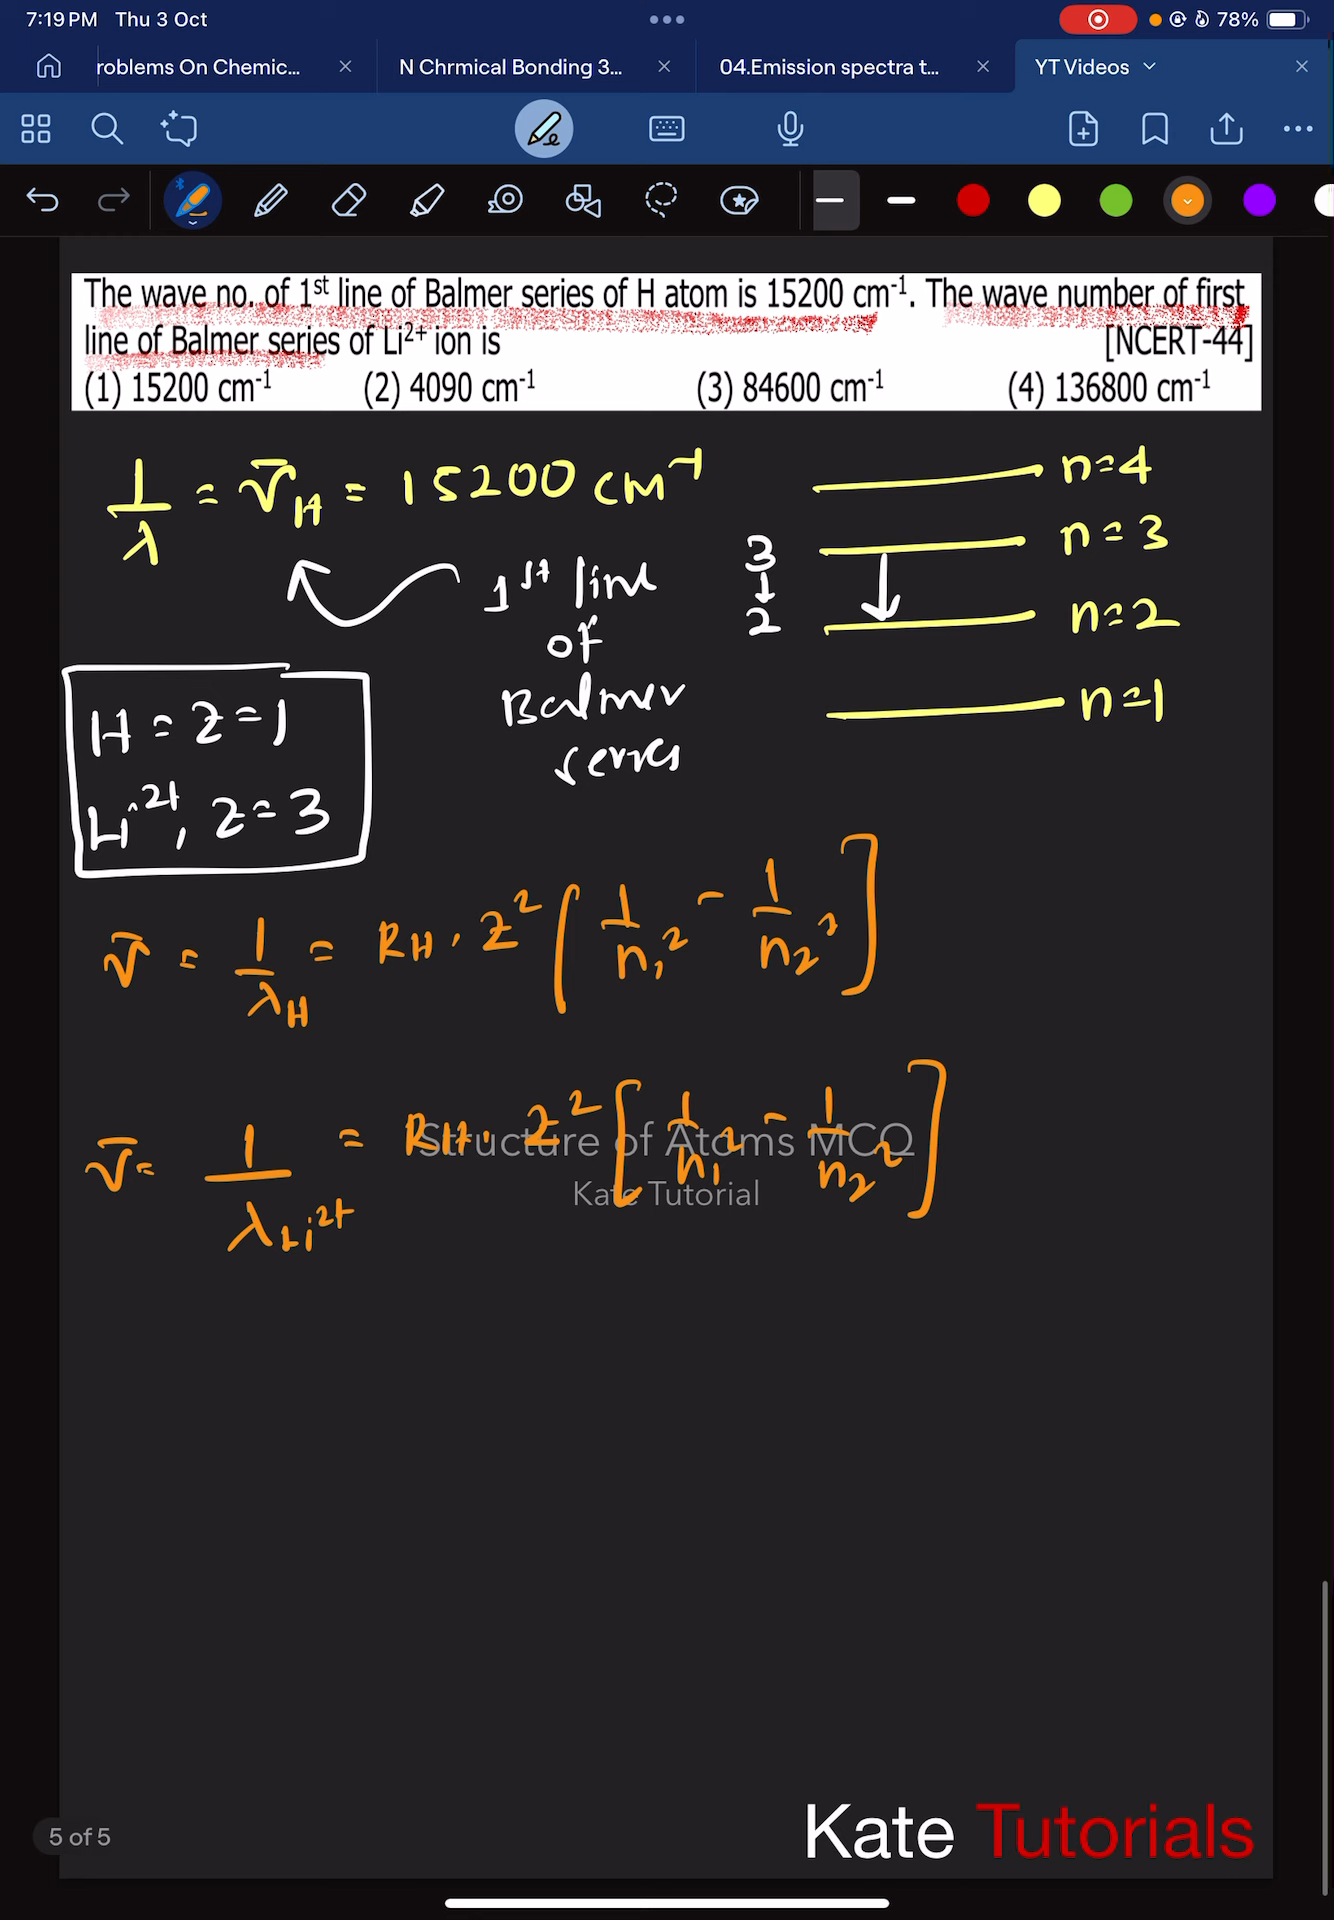 7:19 PM Thu 3 Oct
78%
roblems On Chemic...
N Chrmical Bonding 3...
04.Emission spectra t...
YT Videos
The wave no. of 1st line of Balmer series of H atom is 15200 cm-1. The wave number of first
line of Balmer series of Li2+ ion is [NCERT-44]
(1) 15200 cm-1 (2) 4090 cm-1 (3) 84600 cm-1 (4) 136800 cm-1
1/λ = ν̄H = 15200 cm-1
1st line
of
Balmer
series
n=4
n=3
n=2
n=1
3
↓
2
H = Z=1
Li2+, Z=3
ν̄ = 1/λH = RH . Z² [1/n₁² - 1/n₂²]
ν̄ = 1/λLi2+ = RH . Z² [1/n₁² - 1/n₂²]
Structure of Atoms MCQ
Kate Tutorial
5 of 5
Kate Tutorials